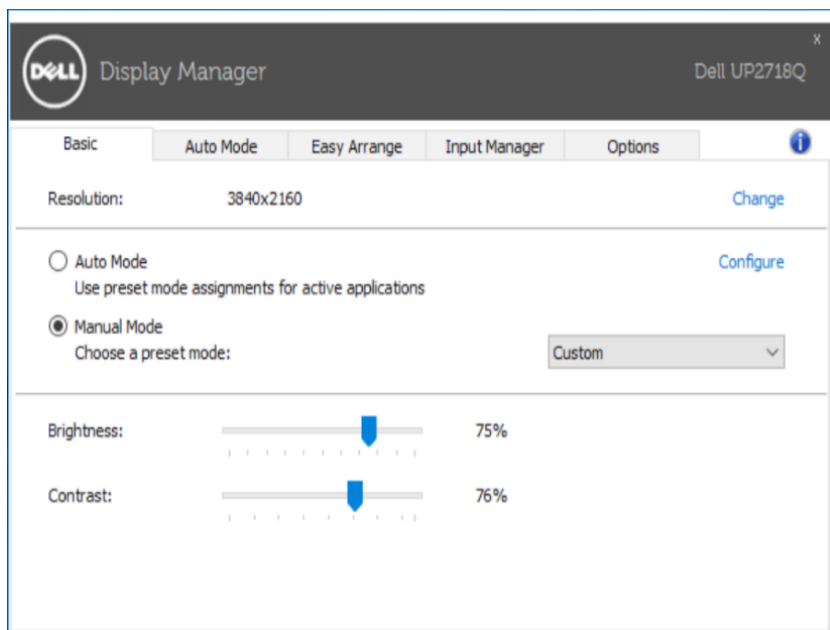 DELL Display Manager
x
Dell UP2718Q
Basic Auto Mode Easy Arrange Input Manager Options i
Resolution: 3840x2160 Change
Auto Mode Configure
Use preset mode assignments for active applications
Manual Mode
Choose a preset mode: Custom
Brightness: 75%
Contrast: 76%